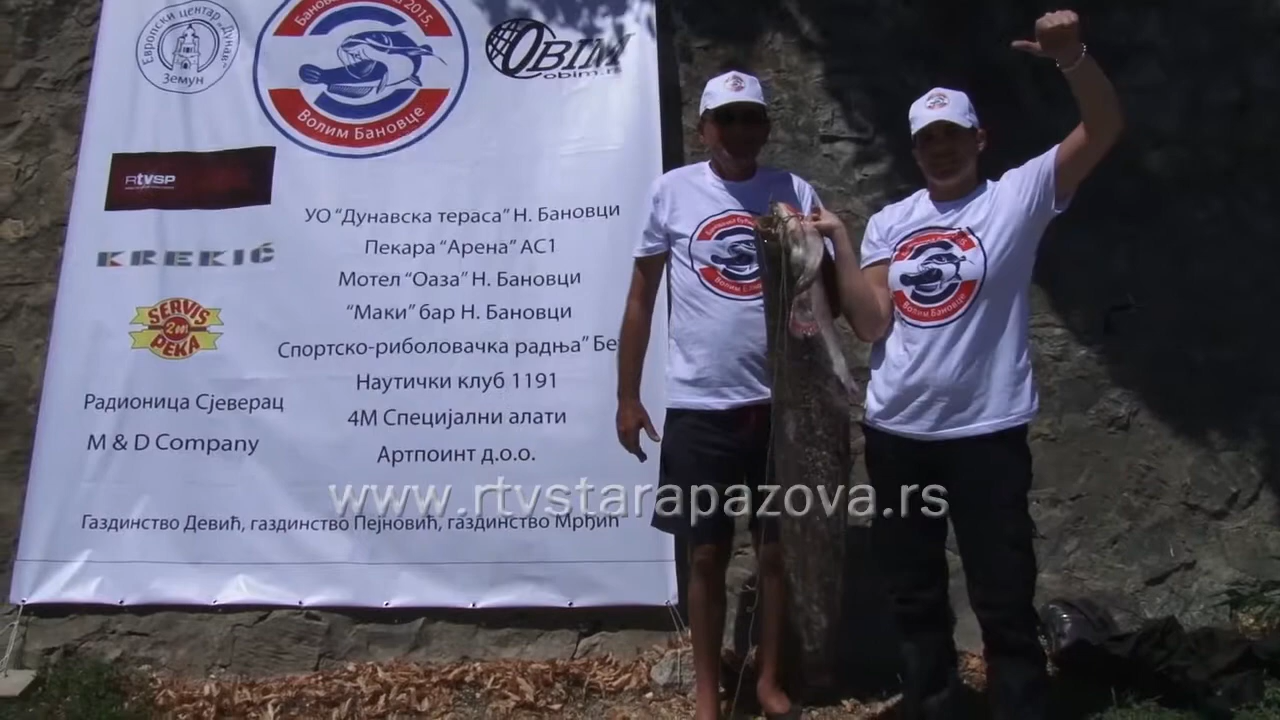 Европски центар „Дунав“
Земун
2015.
Волим Бановце
OBIM
obim.rs
RTVSP
KREKIĆ
SERVIS
2m
PEKA
Радионица Сјеверац
M & D Company
УО “Дунавска тераса” Н. Бановци
Пекара “Арена” АС1
Мотел “Оаза” Н. Бановци
“Маки” бар Н. Бановци
Спортско-риболовачка радња”
Наутички клуб 1191
4М Специјални алати
Артпоинт д.о.о.
Газдинство Девић, газдинство Пејновић, газдинство Мрђић
www.rtvstarapazova.rs
Волим
Волим Бановце